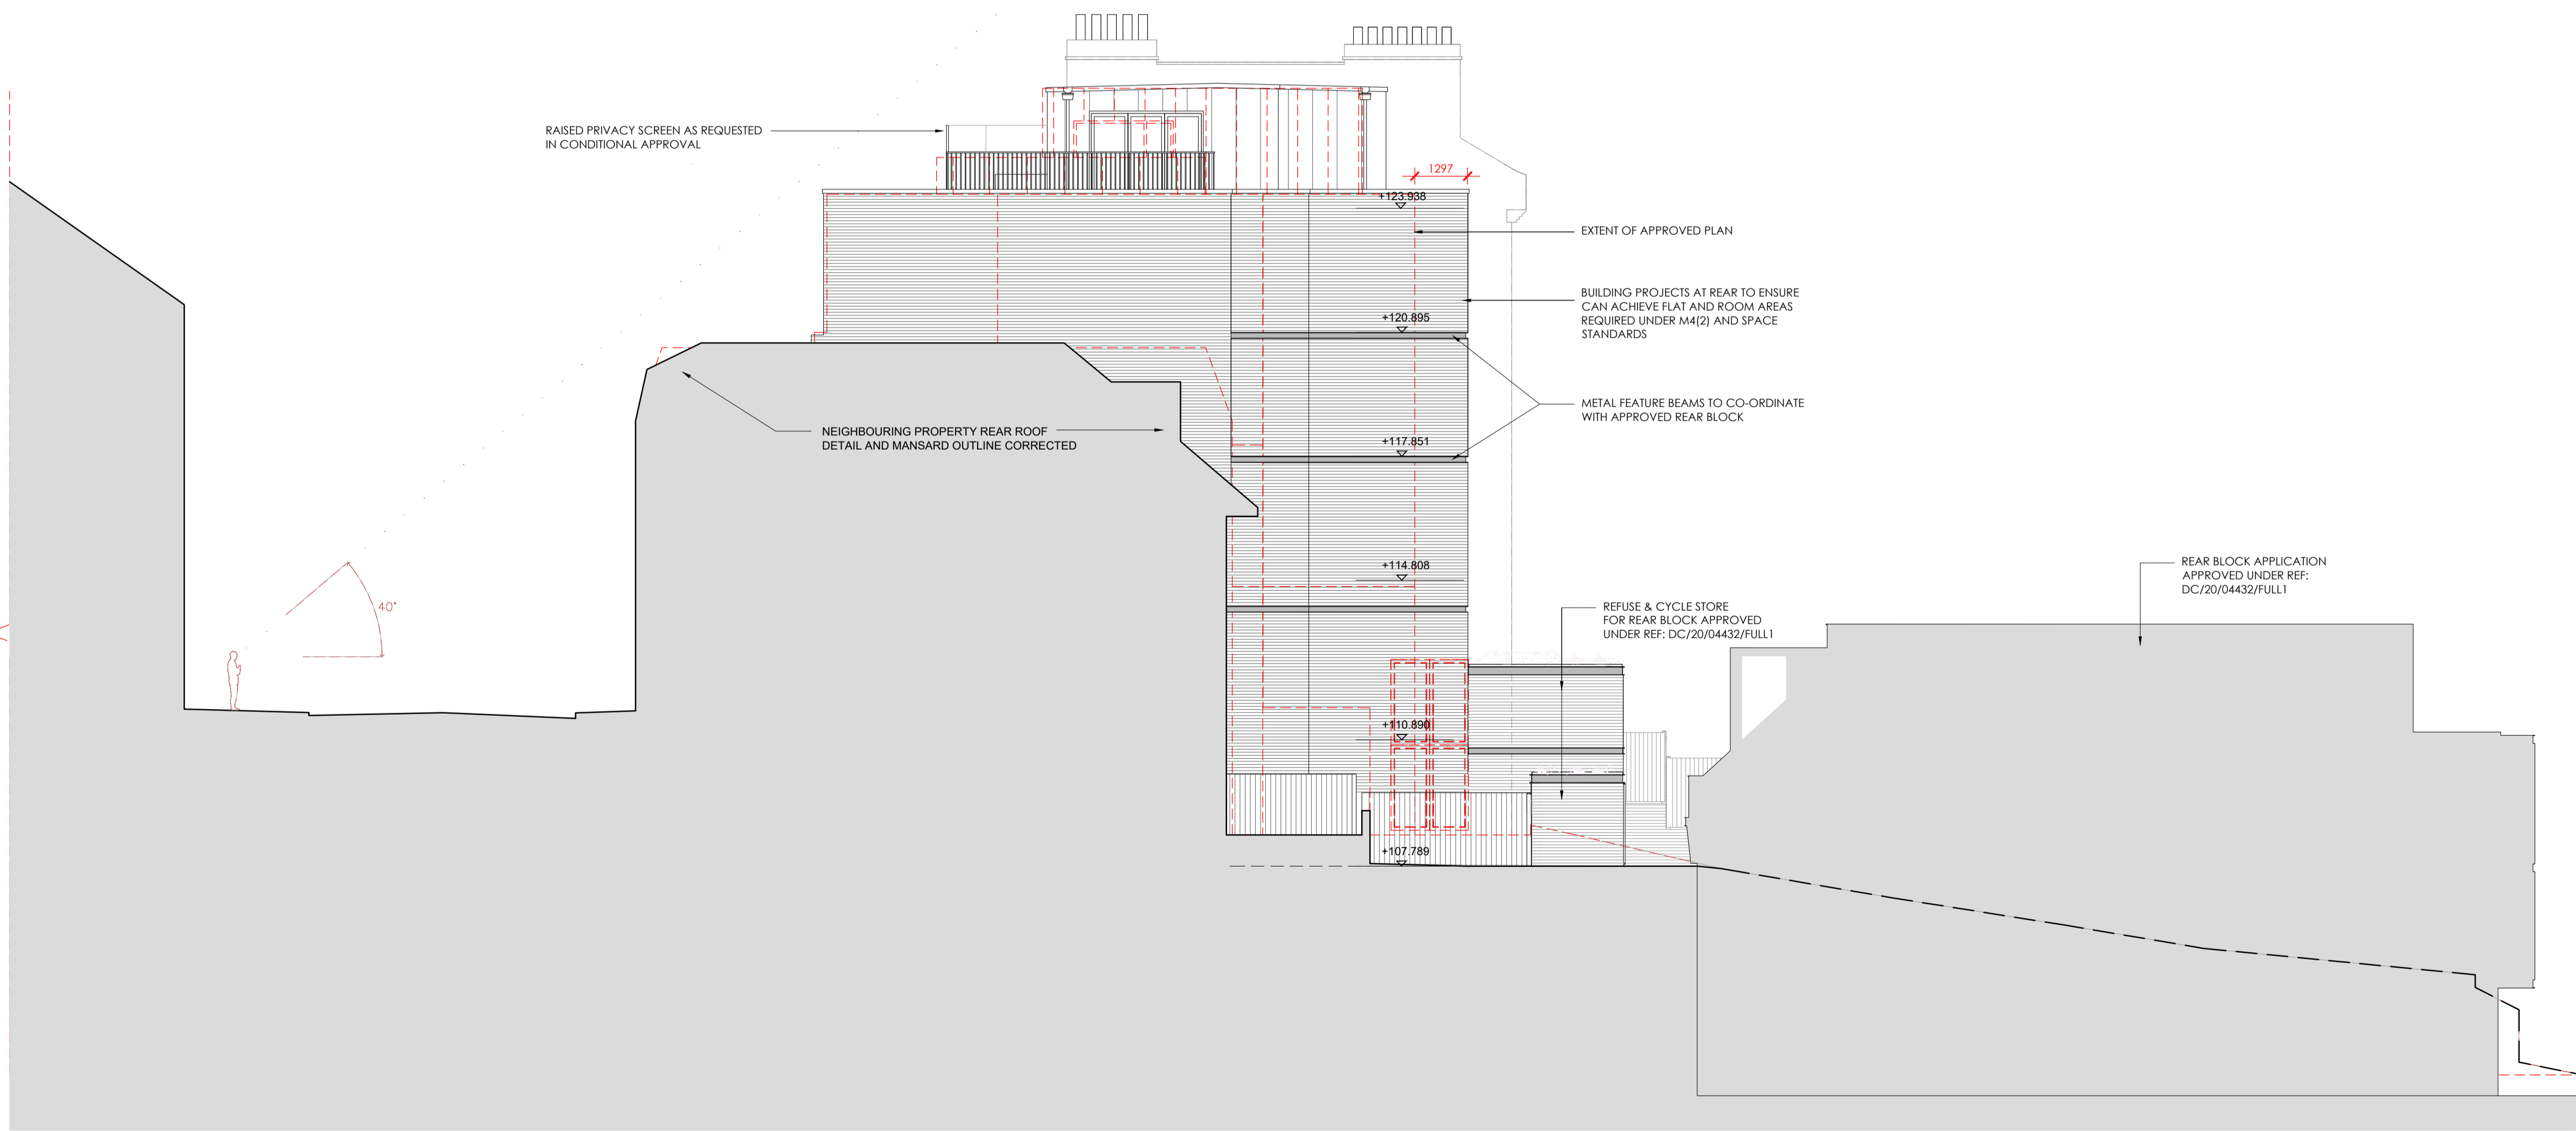 RAISED PRIVACY SCREEN AS REQUESTED
IN CONDITIONAL APPROVAL
1297
+123.938
EXTENT OF APPROVED PLAN
BUILDING PROJECTS AT REAR TO ENSURE
CAN ACHIEVE FLAT AND ROOM AREAS
REQUIRED UNDER M4(2) AND SPACE
STANDARDS
+120.895
METAL FEATURE BEAMS TO CO-ORDINATE
WITH APPROVED REAR BLOCK
NEIGHBOURING PROPERTY REAR ROOF
DETAIL AND MANSARD OUTLINE CORRECTED
+117.851
+114.808
REAR BLOCK APPLICATION
APPROVED UNDER REF:
DC/20/04432/FULL1
40°
REFUSE & CYCLE STORE
FOR REAR BLOCK APPROVED
UNDER REF: DC/20/04432/FULL1
+110.890
+107.789